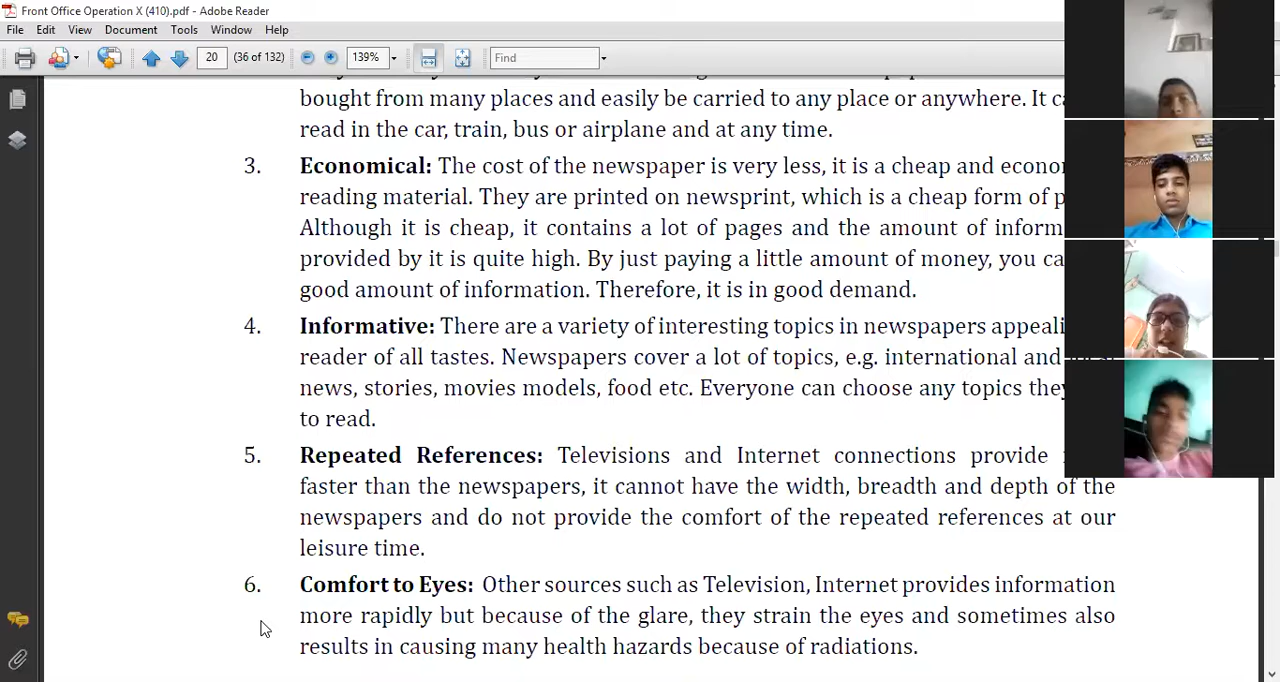 Front Office Operation X (410).pdf - Adobe Reader
File Edit View Document Tools Window Help
20 (36 of 132) 139% Find
bought from many places and easily be carried to any place or anywhere. It
read in the car, train, bus or airplane and at any time.
3. Economical: The cost of the newspaper is very less, it is a cheap and
reading material. They are printed on newsprint, which is a cheap form of
Although it is cheap, it contains a lot of pages and the amount of
provided by it is quite high. By just paying a little amount of money, you
good amount of information. Therefore, it is in good demand.
4. Informative: There are a variety of interesting topics in newspapers
reader of all tastes. Newspapers cover a lot of topics, e.g. international and
news, stories, movies models, food etc. Everyone can choose any topics
to read.
5. Repeated References: Televisions and Internet connections provide
faster than the newspapers, it cannot have the width, breadth and depth of the
newspapers and do not provide the comfort of the repeated references at our
leisure time.
6. Comfort to Eyes: Other sources such as Television, Internet provides information
more rapidly but because of the glare, they strain the eyes and sometimes also
results in causing many health hazards because of radiations.